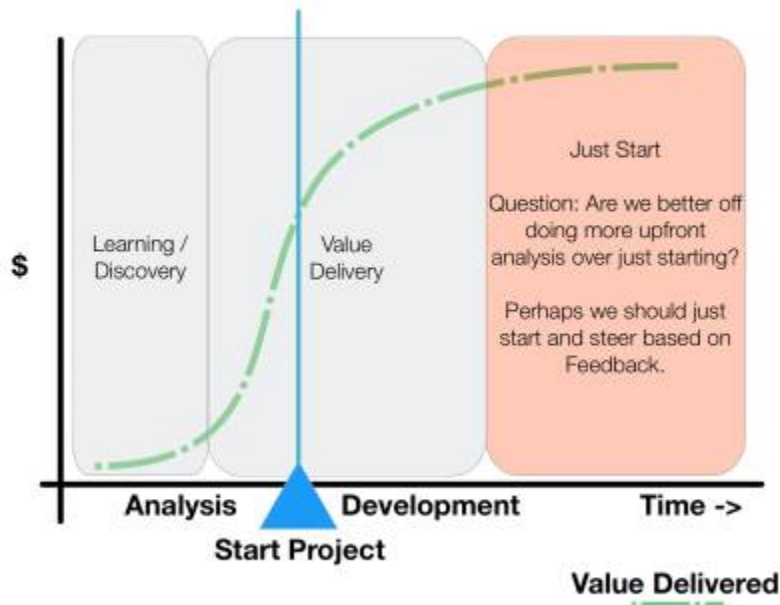 $
Learning /
Discovery
Value
Delivery
Just Start
Question: Are we better off
doing more upfront
analysis over just starting?
Perhaps we should just
start and steer based on
Feedback.
Analysis
Development
Time ->
Start Project
Value Delivered